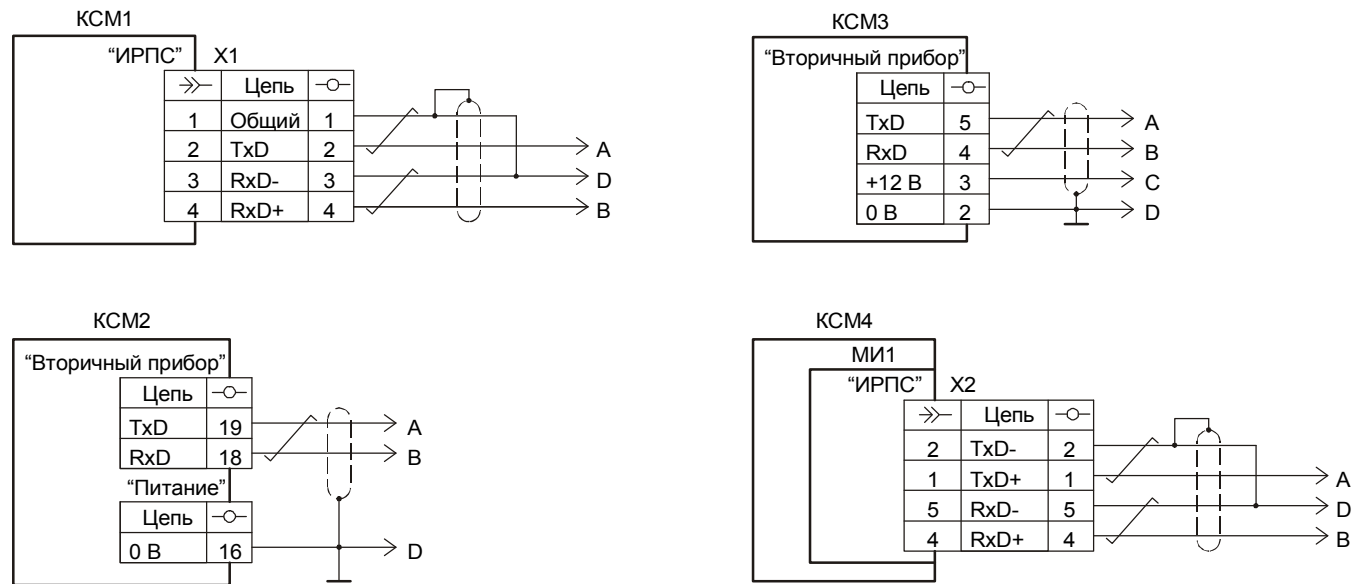 КСМ1
“ИРПС” X1
Цепь
1 Общий 1
2 TxD 2 A
3 RxD- 3 D
4 RxD+ 4 B
КСМ3
“Вторичный прибор”
Цепь
TxD 5 A
RxD 4 B
+12 В 3 C
0 В 2 D
КСМ2
“Вторичный прибор”
Цепь
TxD 19 A
RxD 18 B
“Питание”
Цепь
0 В 16 D
КСМ4
МИ1
“ИРПС” X2
Цепь
2 TxD- 2
1 TxD+ 1 A
5 RxD- 5 D
4 RxD+ 4 B